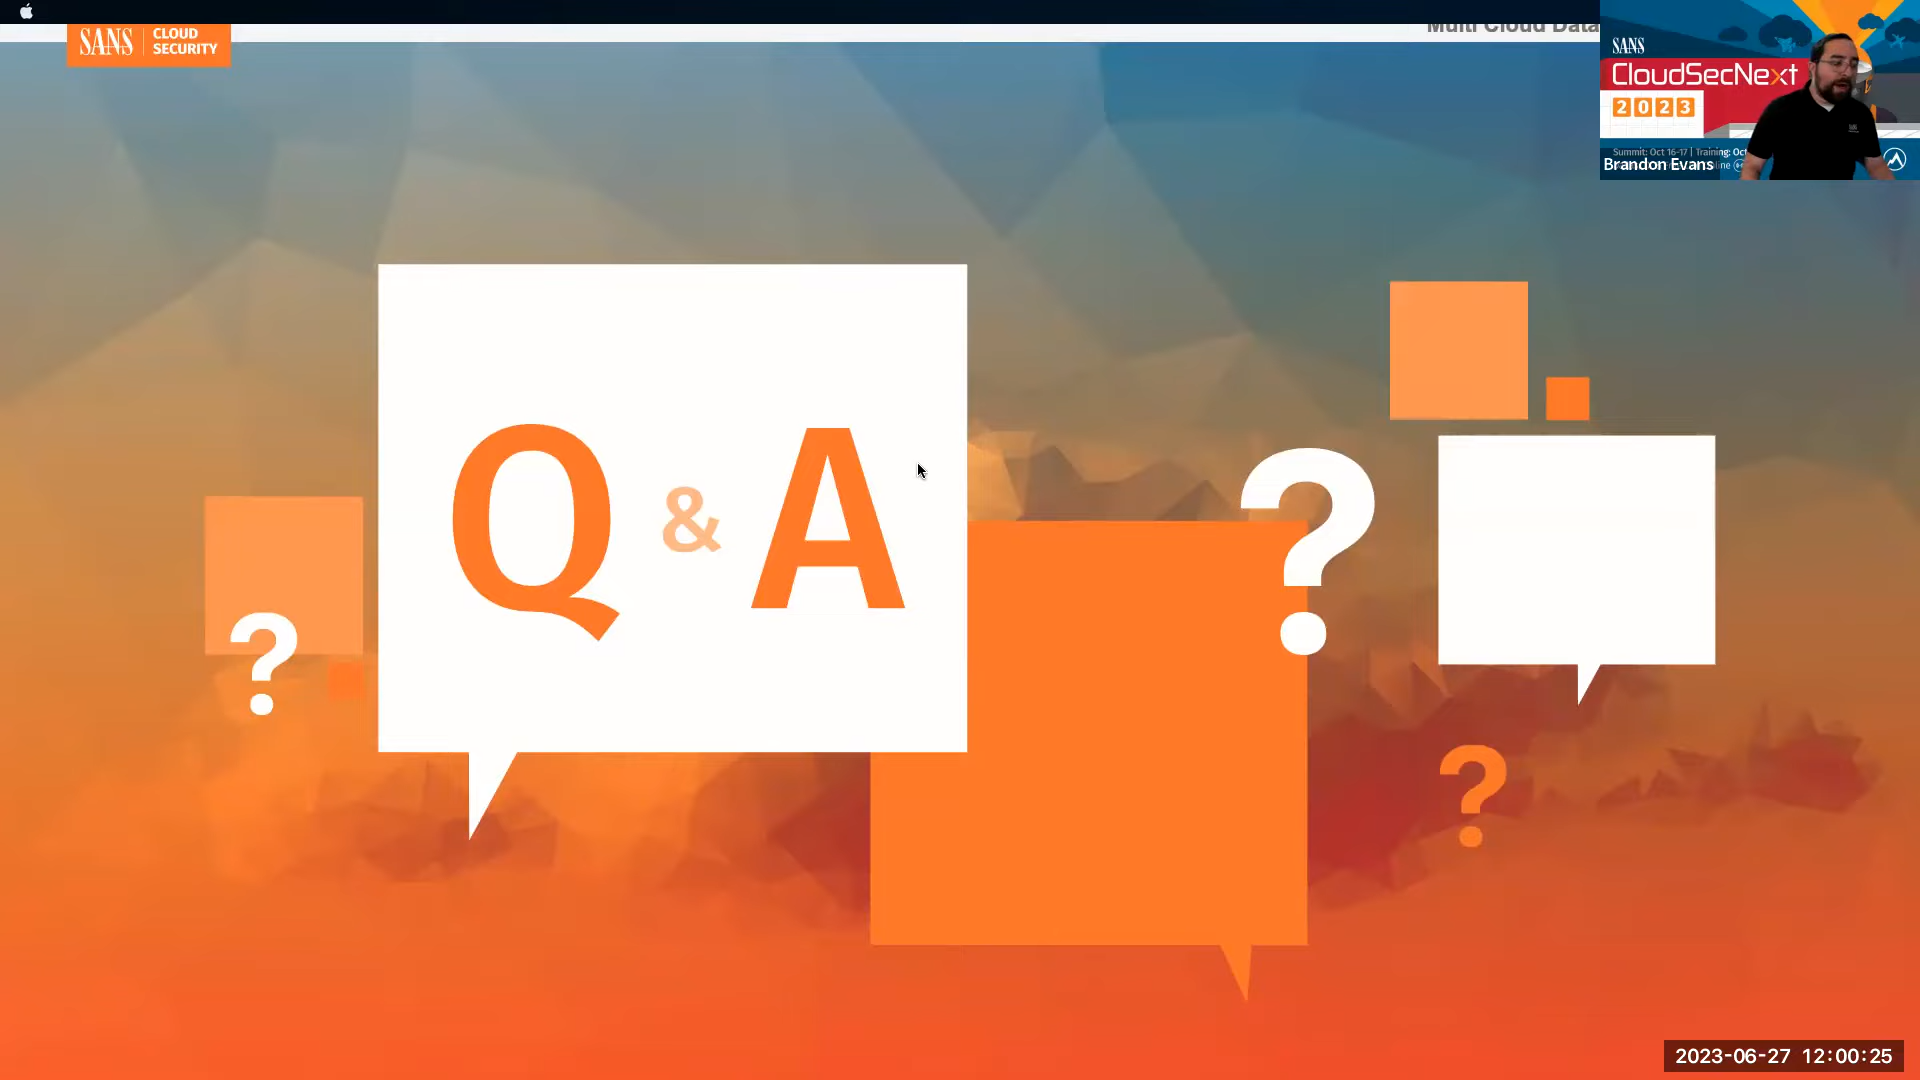 SANS
CLOUD
SECURITY
Multi Cloud Data
SANS
CloudSecNext
2023
Summit: Oct 16-17 | Training: Oct
Brandon Evans
Q & A
?
?
?
2023-06-27 12:00:25